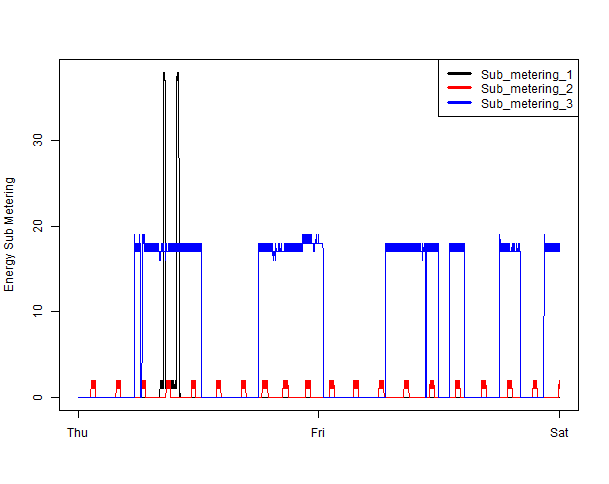 Sub_metering_1
Sub_metering_2
Sub_metering_3
Energy Sub Metering
30
20
10
0
Thu Fri Sat